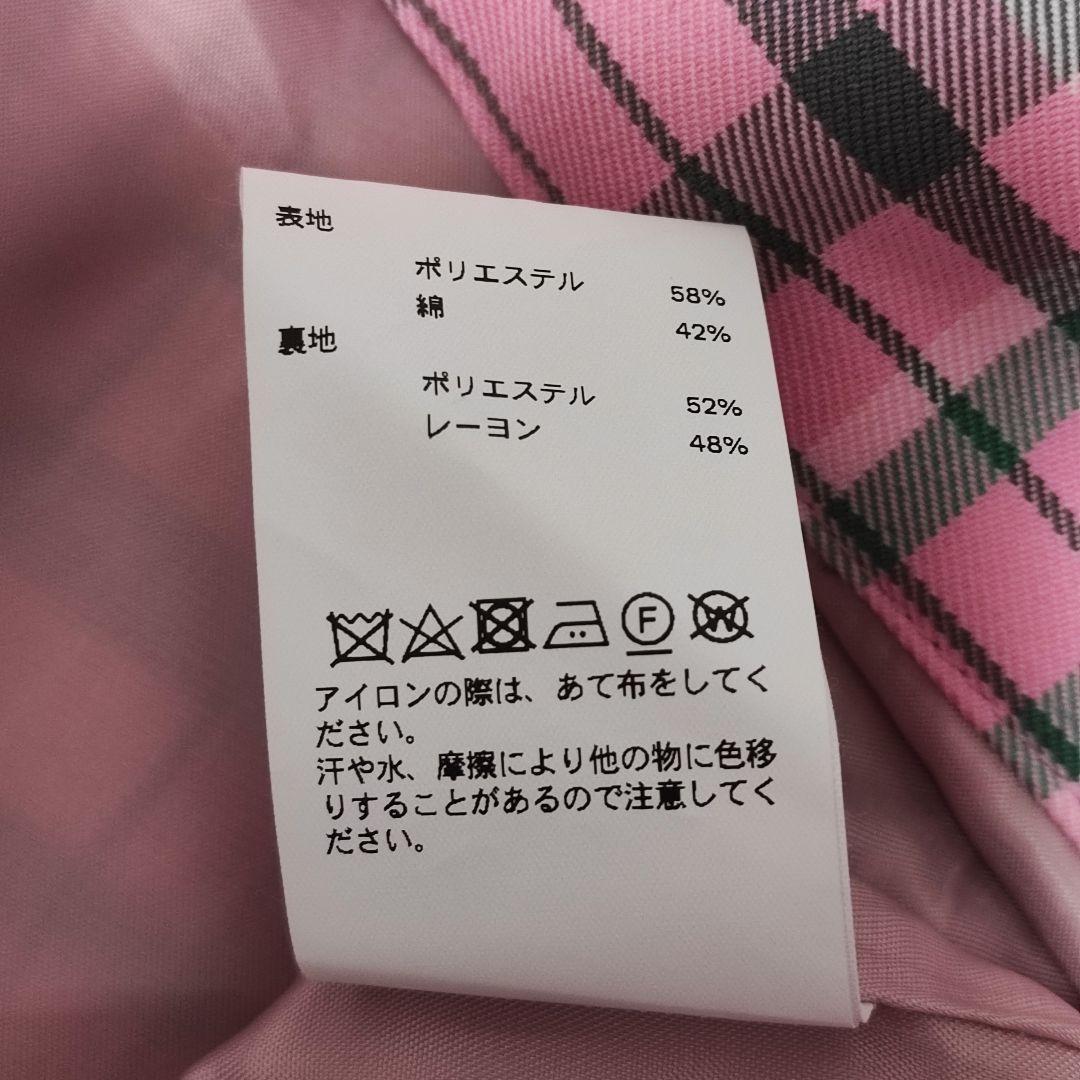 表地
ポリエステル 58%
綿 42%
裏地
ポリエステル 52%
レーヨン 48%
F W
アイロンの際は、あて布をしてく
ださい。
汗や水、摩擦により他の物に色移
りすることがあるので注意してく
ださい。